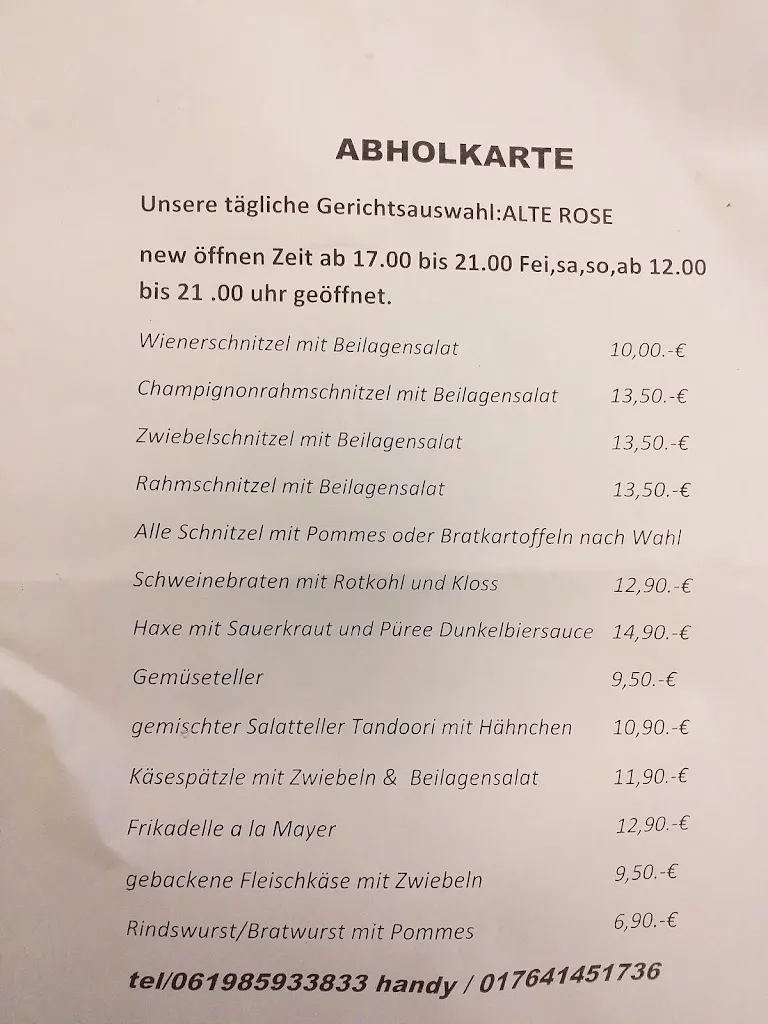 ABHOLKARTE
Unsere tägliche Gerichtsauswahl:ALTE ROSE
new öffnen Zeit ab 17.00 bis 21.00 Fei,sa,so,ab 12.00
bis 21 .00 uhr geöffnet.
Wienerschnitzel mit Beilagensalat 10,00.-€
Champignonrahmschnitzel mit Beilagensalat 13,50.-€
Zwiebelschnitzel mit Beilagensalat 13,50.-€
Rahmschnitzel mit Beilagensalat 13,50.-€
Alle Schnitzel mit Pommes oder Bratkartoffeln nach Wahl
Schweinebraten mit Rotkohl und Kloss 12,90.-€
Haxe mit Sauerkraut und Püree Dunkelbiersauce 14,90.-€
Gemüseteller 9,50.-€
gemischter Salatteller Tandoori mit Hähnchen 10,90.-€
Käsespätzle mit Zwiebeln & Beilagensalat 11,90.-€
Frikadelle a la Mayer 12,90.-€
gebackene Fleischkäse mit Zwiebeln 9,50.-€
Rindswurst/Bratwurst mit Pommes 6,90.-€
tel/061985933833 handy / 017641451736